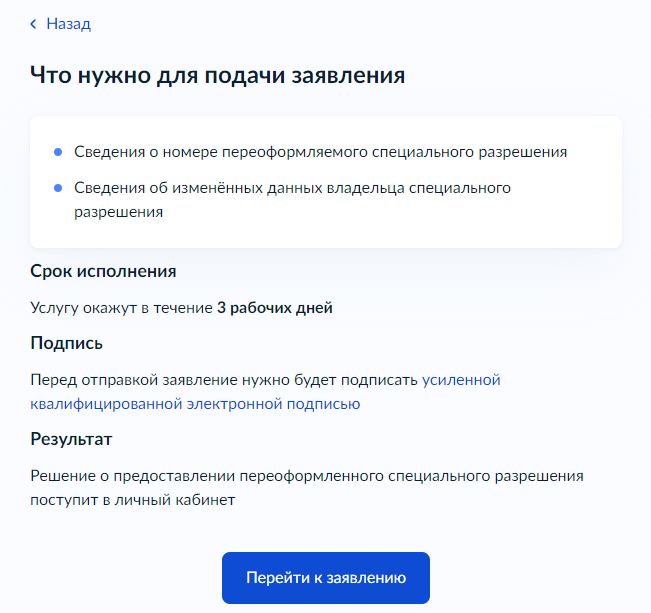 Назад
Что нужно для подачи заявления
Сведения о номере переоформляемого специального разрешения
Сведения об изменённых данных владельца специального
разрешения
Срок исполнения
Услугу окажут в течение 3 рабочих дней
Подпись
Перед отправкой заявление нужно будет подписать усиленной
квалифицированной электронной подписью
Результат
Решение о предоставлении переоформленного специального разрешения
поступит в личный кабинет
Перейти к заявлению